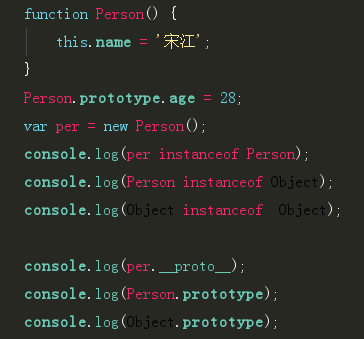 function Person() {
    this.name = '宋江';
}
Person.prototype.age = 28;
var per = new Person();
console.log(per instanceof Person);
console.log(Person instanceof Object);
console.log(Object instanceof  Object);

console.log(per.__proto__);
console.log(Person.prototype);
console.log(Object.prototype);